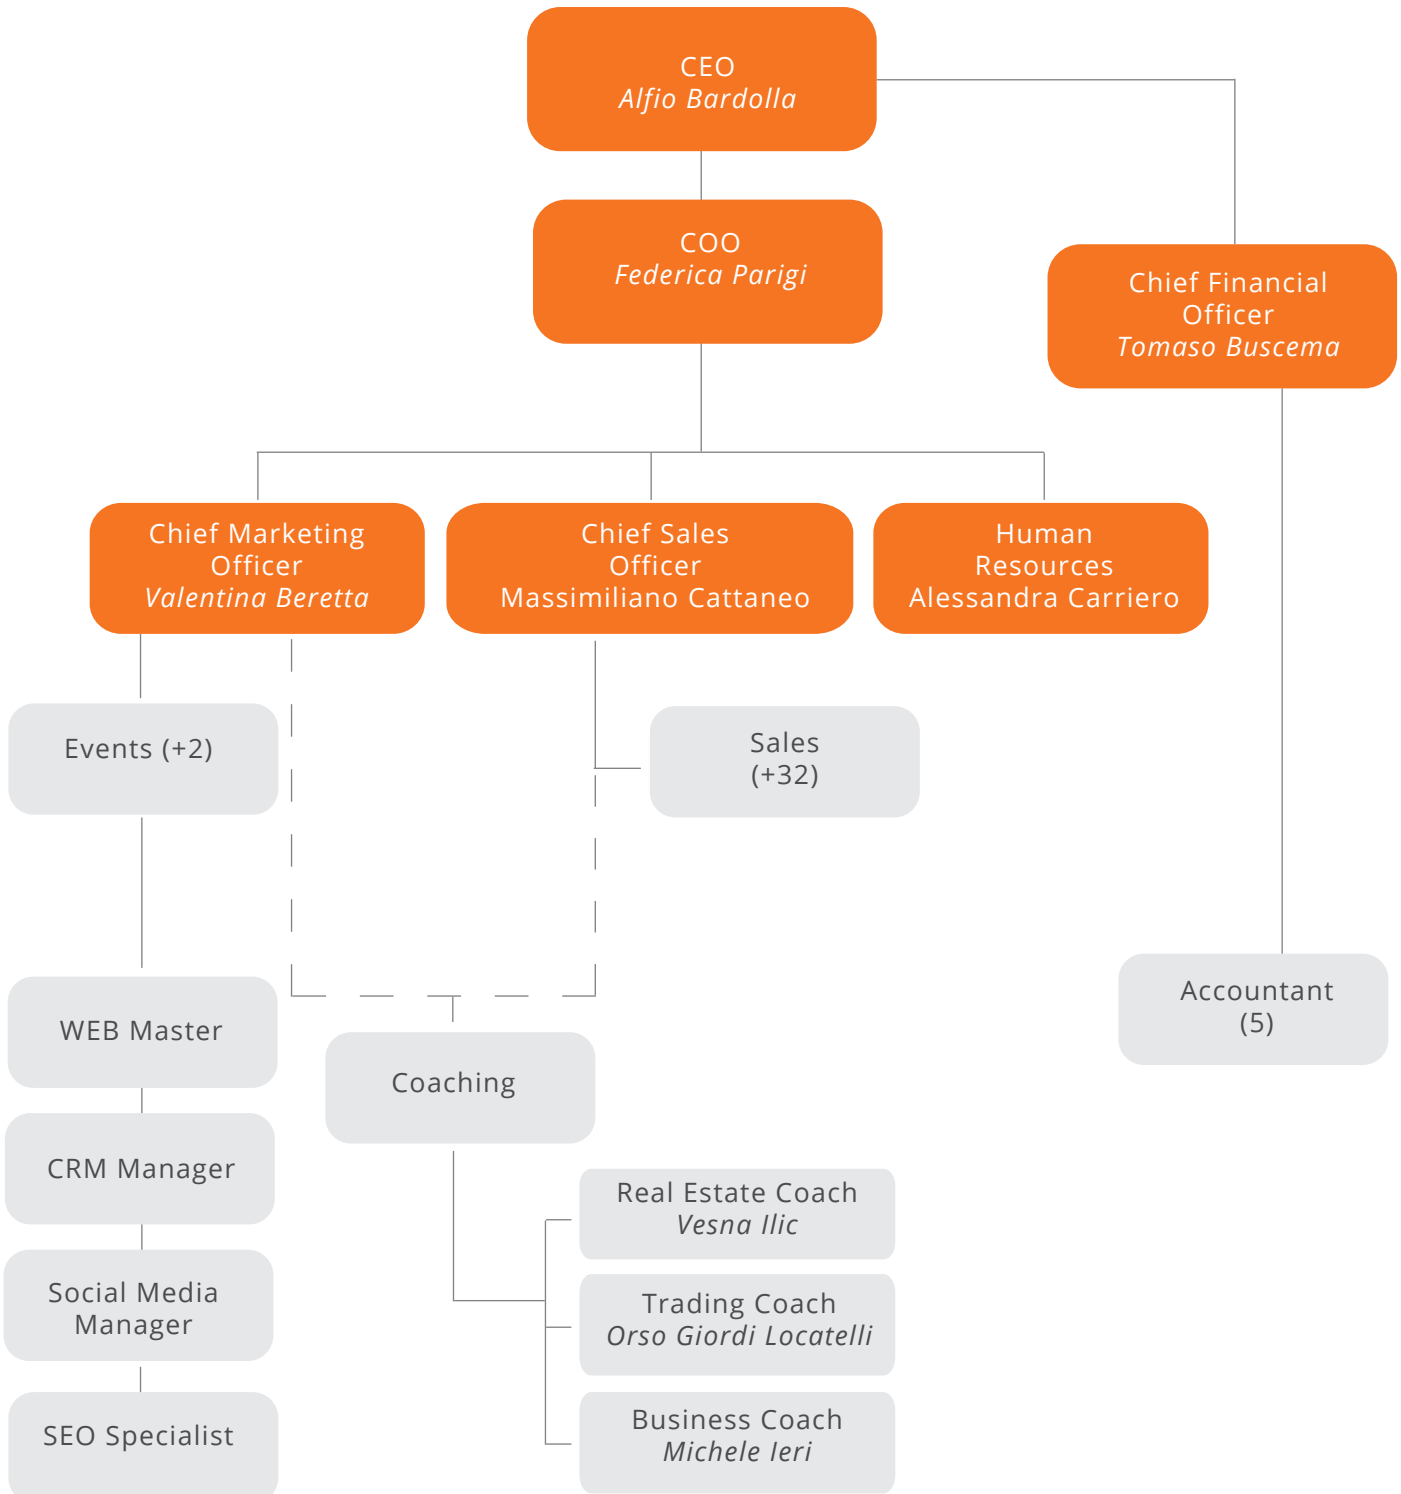 CEO
Alfio Bardolla
COO
Federica Parigi
Chief Financial
Officer
Tomaso Buscema
Chief Marketing
Officer
Valentina Beretta
Chief Sales
Officer
Massimiliano Cattaneo
Human
Resources
Alessandra Carriero
Events (+2)
Sales
(+32)
WEB Master
Accountant
(5)
Coaching
CRM Manager
Real Estate Coach
Vesna Ilic
Social Media
Manager
Trading Coach
Orso Giordi Locatelli
SEO Specialist
Business Coach
Michele Ieri